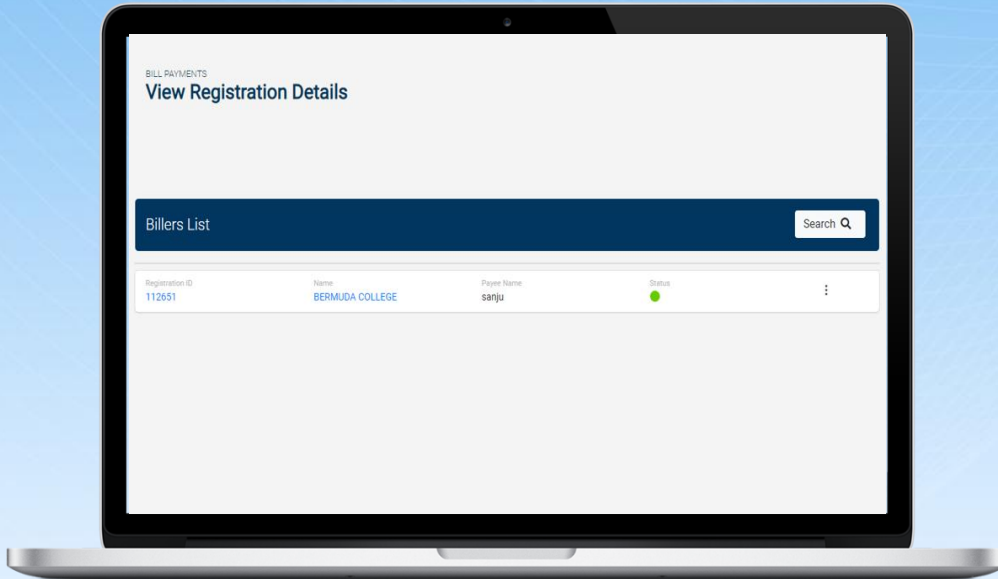 BILL PAYMENTS
View Registration Details
Billers List
Search
Registration ID
Name
Payee Name
Status
112651
BERMUDA COLLEGE
sanju